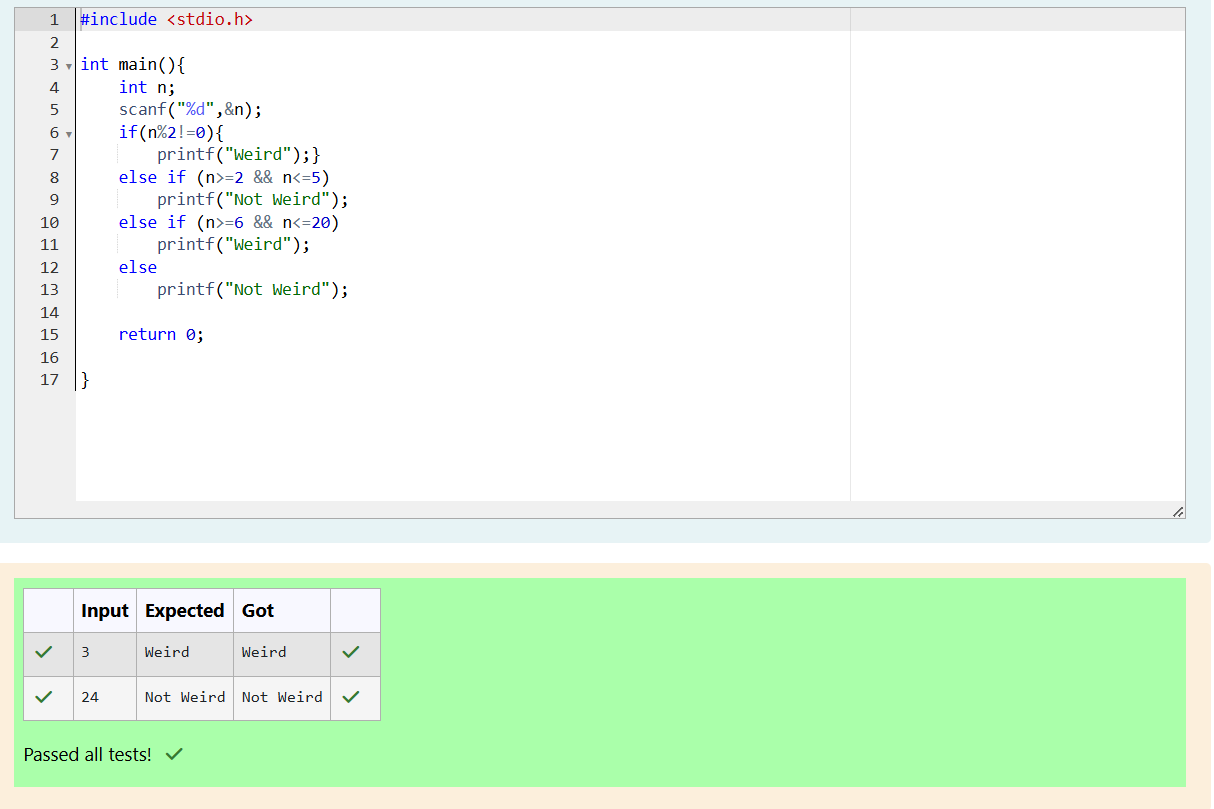 1 #include <stdio.h>
2
3 int main(){
4     int n;
5     scanf("%d",&n);
6     if(n%2!=0){
7         printf("Weird");}
8     else if (n>=2 && n<=5)
9         printf("Not Weird");
10     else if (n>=6 && n<=20)
11         printf("Weird");
12     else
13         printf("Not Weird");
14
15     return 0;
16
17 }
Input Expected Got
3 Weird Weird
24 Not Weird Not Weird
Passed all tests!